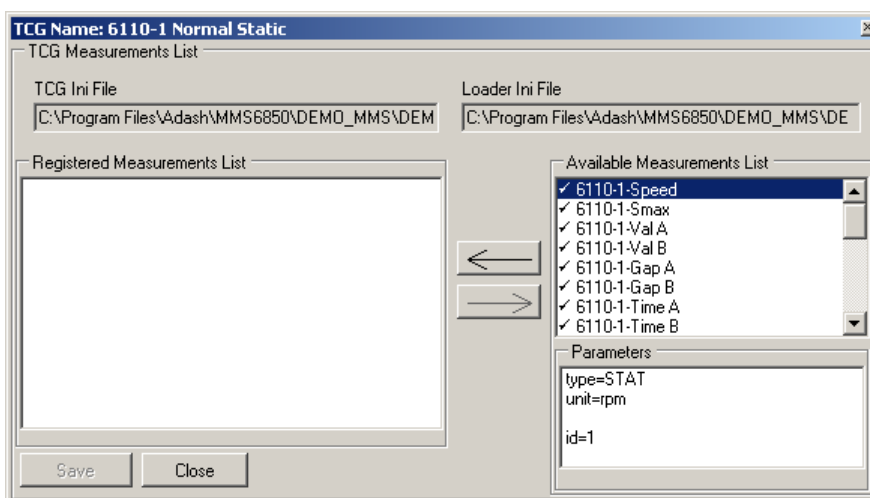 TCG Name: 6110-1 Normal Static
TCG Measurements List
TCG Ini File
Loader Ini File
C:\Program Files\Adash\MMS6850\DEMO_MMS\DEM
C:\Program Files\Adash\MMS6850\DEMO_MMS\DE
Registered Measurements List
Available Measurements List
✓ 6110-1-Speed
✓ 6110-1-Smax
✓ 6110-1-Val A
✓ 6110-1-Val B
✓ 6110-1-Gap A
✓ 6110-1-Gap B
✓ 6110-1-Time A
✓ 6110-1-Time B
Parameters
type=STAT
unit=rpm
id=1
Save
Close